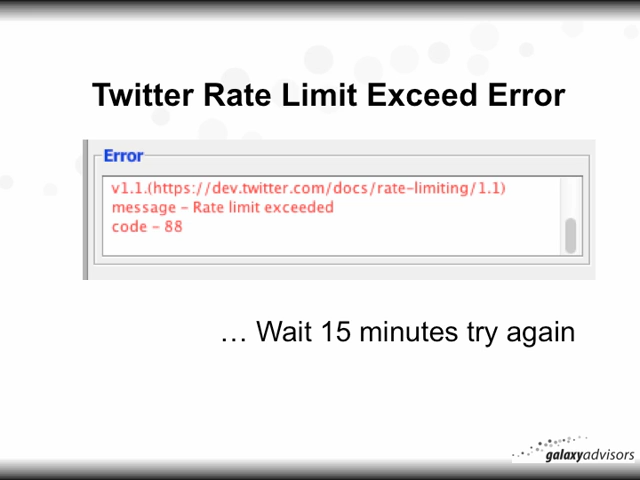 Twitter Rate Limit Exceed Error
Error
v1.1.(https://dev.twitter.com/docs/rate-limiting/1.1)
message – Rate limit exceeded
code – 88
… Wait 15 minutes try again
galaxyadvisors